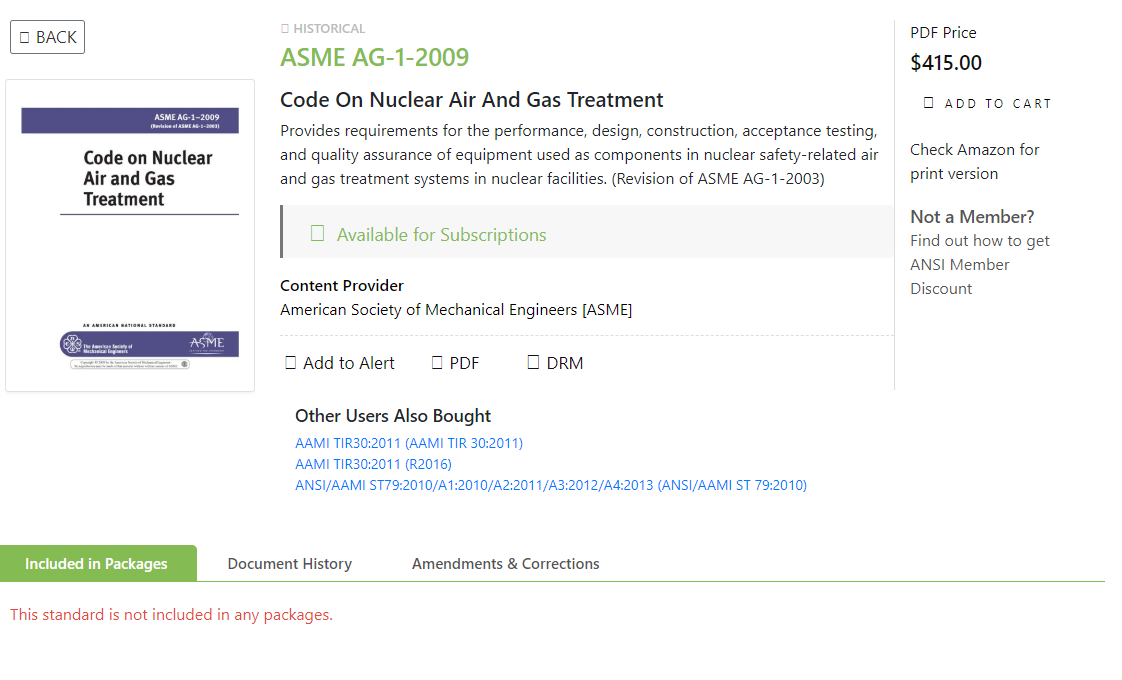 BACK
HISTORICAL
ASME AG-1-2009
ASME AG-1–2009
(Revision of ASME AG-1–2003)
Code on Nuclear
Air and Gas
Treatment
AN AMERICAN NATIONAL STANDARD
The American Society of
Mechanical Engineers
ASME
Code On Nuclear Air And Gas Treatment
Provides requirements for the performance, design, construction, acceptance testing,
and quality assurance of equipment used as components in nuclear safety-related air
and gas treatment systems in nuclear facilities. (Revision of ASME AG-1-2003)
Available for Subscriptions
Content Provider
American Society of Mechanical Engineers [ASME]
Add to Alert PDF DRM
PDF Price
$415.00
ADD TO CART
Check Amazon for
print version
Not a Member?
Find out how to get
ANSI Member
Discount
Other Users Also Bought
AAMI TIR30:2011 (AAMI TIR 30:2011)
AAMI TIR30:2011 (R2016)
ANSI/AAMI ST79:2010/A1:2010/A2:2011/A3:2012/A4:2013 (ANSI/AAMI ST 79:2010)
Included in Packages Document History Amendments & Corrections
This standard is not included in any packages.